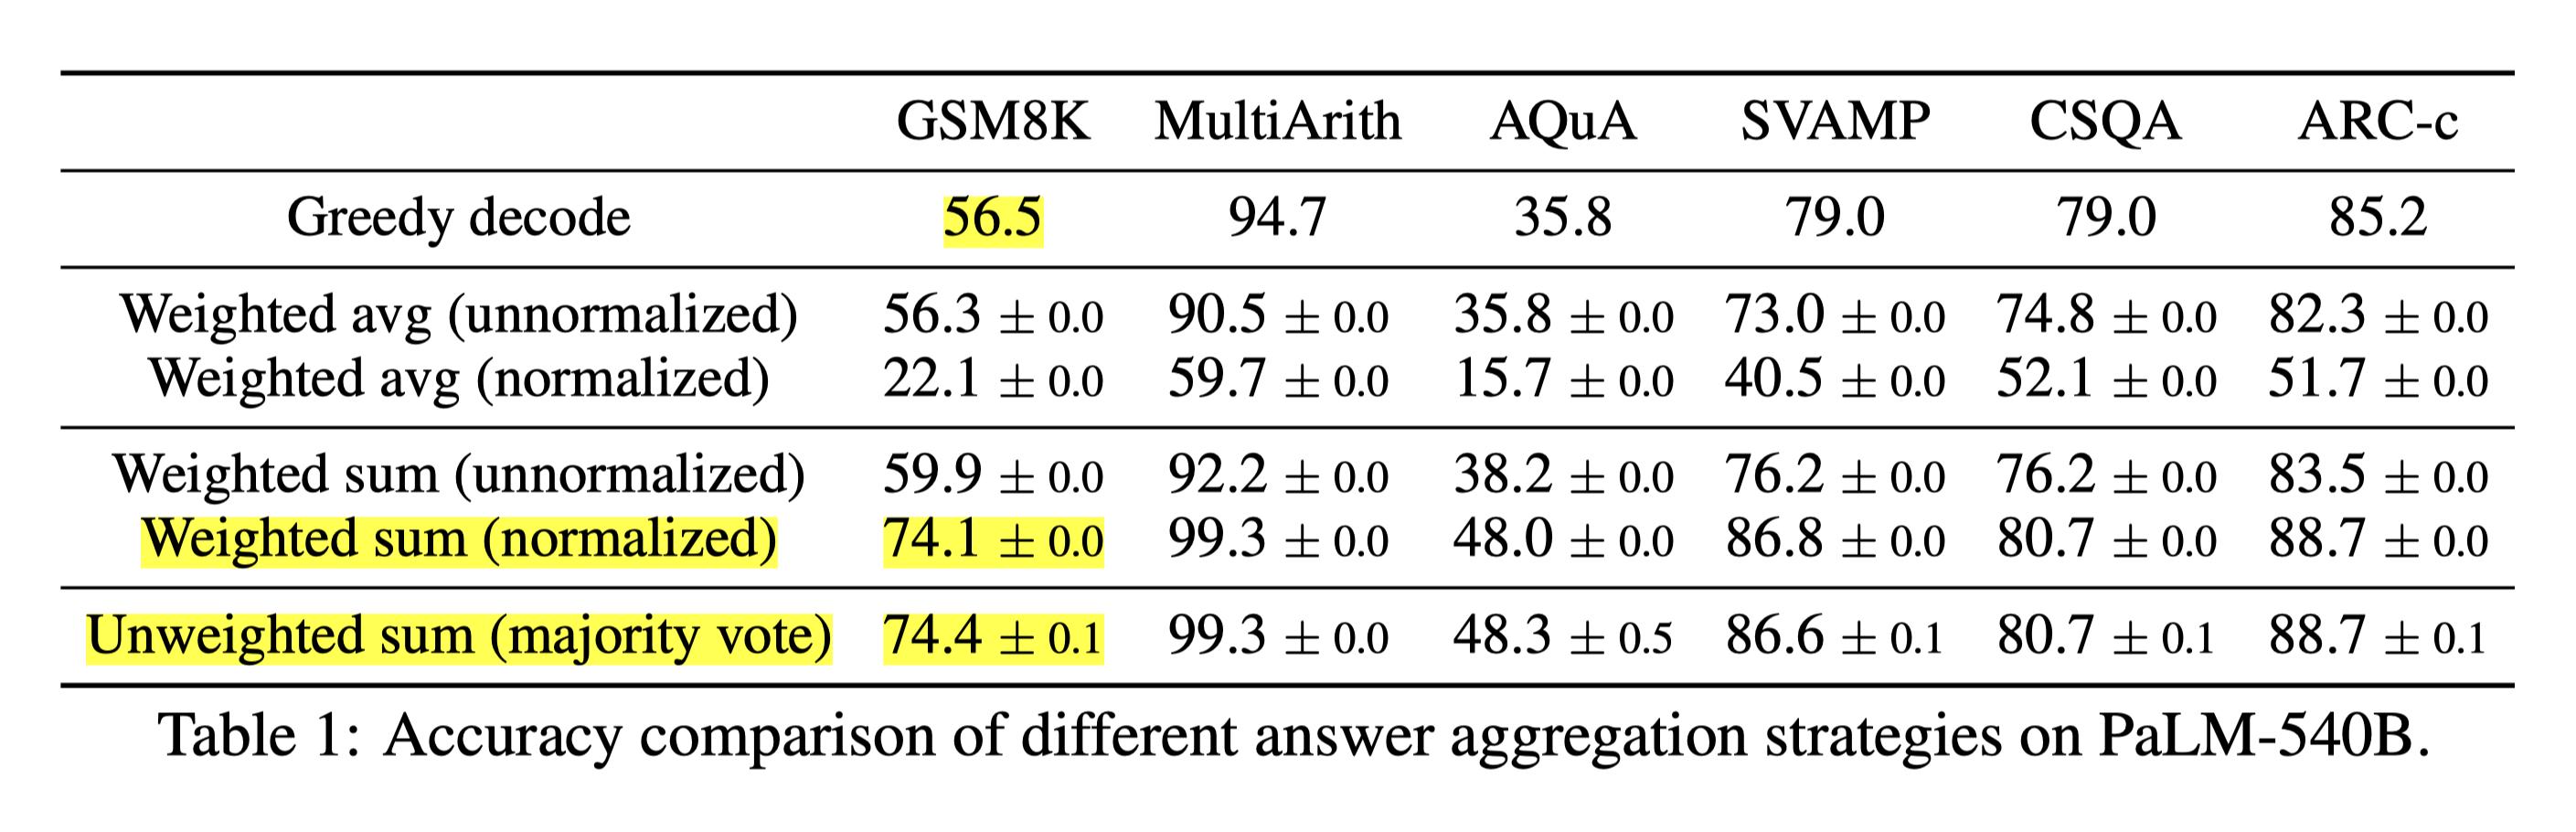 GSM8K MultiArith AQuA SVAMP CSQA ARC-c
Greedy decode 56.5 94.7 35.8 79.0 79.0 85.2
Weighted avg (unnormalized) 56.3 ± 0.0 90.5 ± 0.0 35.8 ± 0.0 73.0 ± 0.0 74.8 ± 0.0 82.3 ± 0.0
Weighted avg (normalized) 22.1 ± 0.0 59.7 ± 0.0 15.7 ± 0.0 40.5 ± 0.0 52.1 ± 0.0 51.7 ± 0.0
Weighted sum (unnormalized) 59.9 ± 0.0 92.2 ± 0.0 38.2 ± 0.0 76.2 ± 0.0 76.2 ± 0.0 83.5 ± 0.0
Weighted sum (normalized) 74.1 ± 0.0 99.3 ± 0.0 48.0 ± 0.0 86.8 ± 0.0 80.7 ± 0.0 88.7 ± 0.0
Unweighted sum (majority vote) 74.4 ± 0.1 99.3 ± 0.0 48.3 ± 0.5 86.6 ± 0.1 80.7 ± 0.1 88.7 ± 0.1
Table 1: Accuracy comparison of different answer aggregation strategies on PaLM-540B.